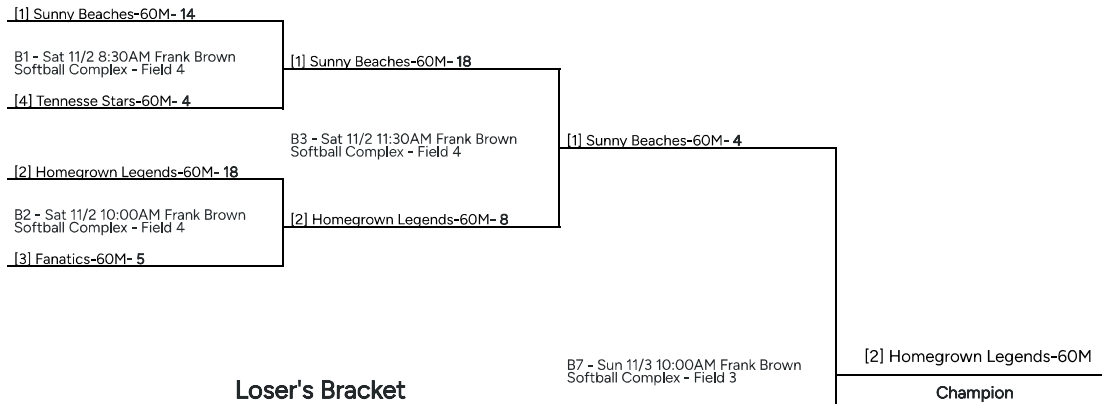 [1] Sunny Beaches-60M- 14
B1 - Sat 11/2 8:30AM Frank Brown
Softball Complex - Field 4
[4] Tennesse Stars-60M- 4
[1] Sunny Beaches-60M- 18
B3 - Sat 11/2 11:30AM Frank Brown
Softball Complex - Field 4
[1] Sunny Beaches-60M- 4
[2] Homegrown Legends-60M- 18
B2 - Sat 11/2 10:00AM Frank Brown
Softball Complex - Field 4
[2] Homegrown Legends-60M- 8
[3] Fanatics-60M- 5
B7 - Sun 11/3 10:00AM Frank Brown
Softball Complex - Field 3
[2] Homegrown Legends-60M
Champion
Loser's Bracket